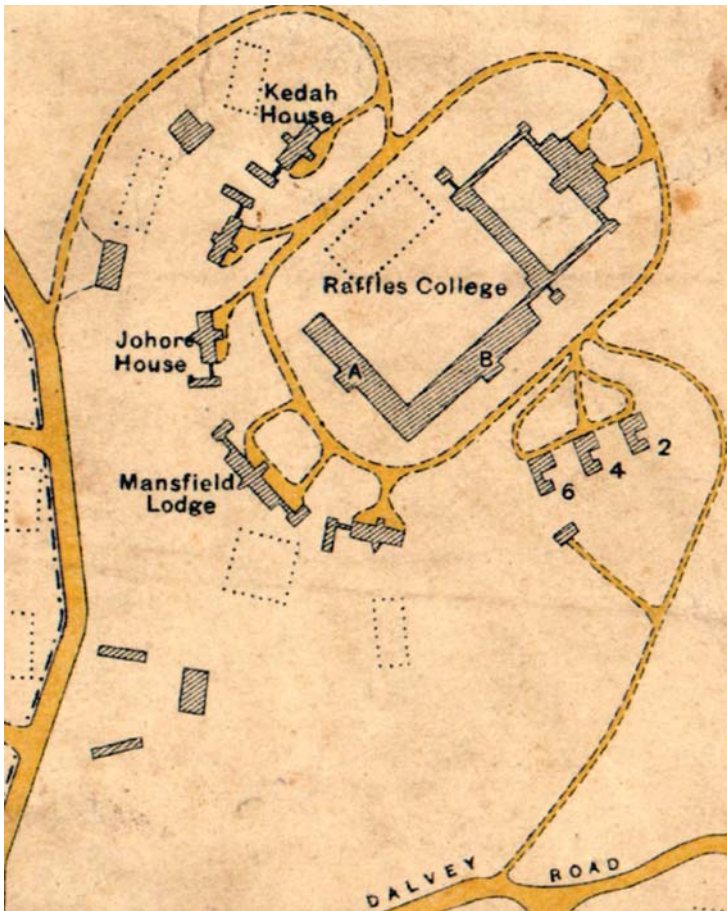 Kedah
House
Raffles College
Johore
House
A
B
2
4
6
Mansfield
Lodge
DALVEY ROAD